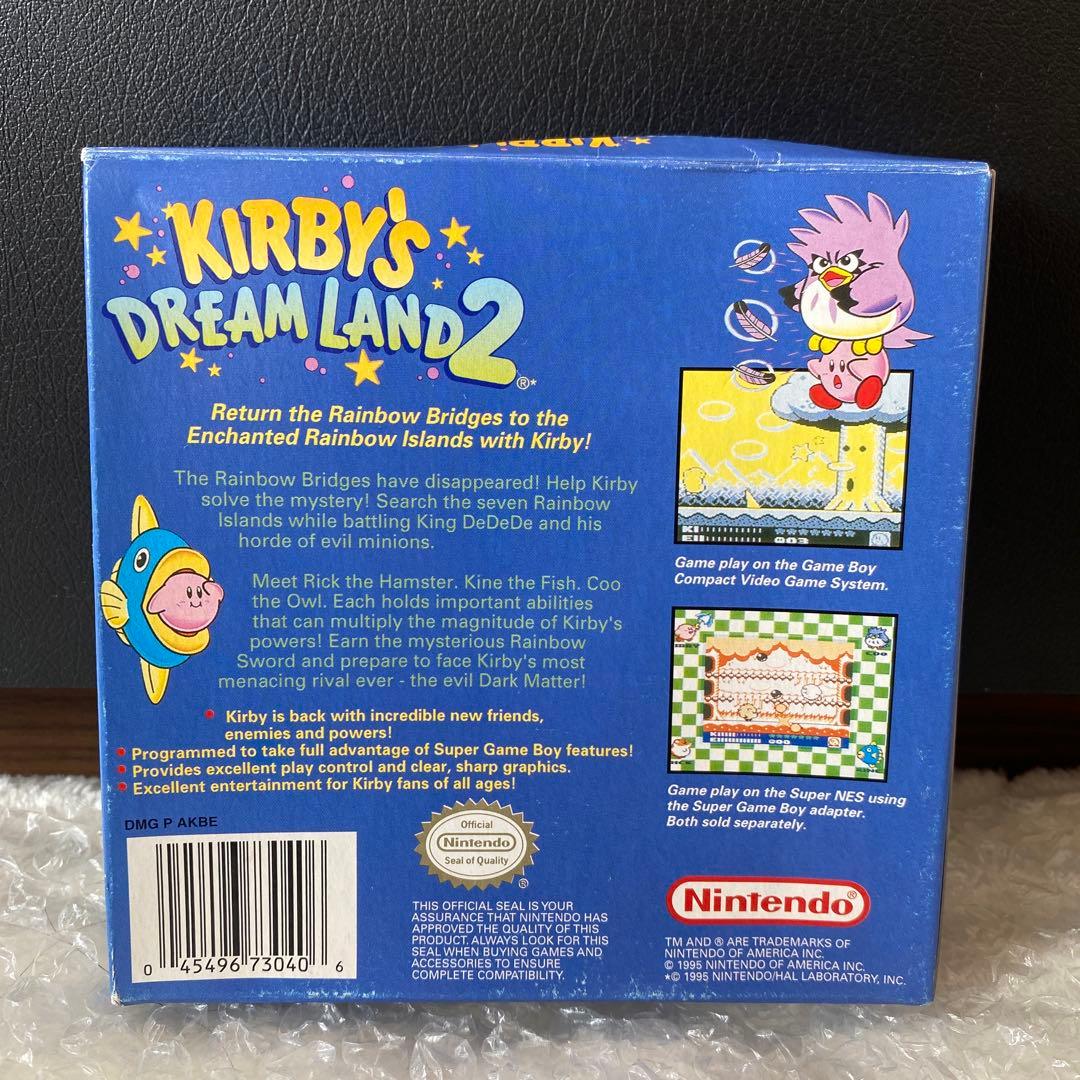 KIRBY'S
DREAM LAND 2
®*
Return the Rainbow Bridges to the
Enchanted Rainbow Islands with Kirby!
The Rainbow Bridges have disappeared! Help Kirby
solve the mystery! Search the seven Rainbow
Islands while battling King DeDeDe and his
horde of evil minions.
Meet Rick the Hamster. Kine the Fish. Coo
the Owl. Each holds important abilities
that can multiply the magnitude of Kirby's
powers! Earn the mysterious Rainbow
Sword and prepare to face Kirby's most
menacing rival ever - the evil Dark Matter!
• Kirby is back with incredible new friends,
enemies and powers!
• Programmed to take full advantage of Super Game Boy features!
• Provides excellent play control and clear, sharp graphics.
• Excellent entertainment for Kirby fans of all ages!
DMG P AKBE
0 45496 73040 6
Official
Nintendo
Seal of Quality
®
THIS OFFICIAL SEAL IS YOUR
ASSURANCE THAT NINTENDO HAS
APPROVED THE QUALITY OF THIS
PRODUCT. ALWAYS LOOK FOR THIS
SEAL WHEN BUYING GAMES AND
ACCESSORIES TO ENSURE
COMPLETE COMPATIBILITY.
Game play on the Game Boy
Compact Video Game System.
COO
Game play on the Super NES using
the Super Game Boy adapter.
Both sold separately.
Nintendo®
TM AND ® ARE TRADEMARKS OF
NINTENDO OF AMERICA INC.
© 1995 NINTENDO OF AMERICA INC.
*© 1995 NINTENDO/HAL LABORATORY, INC.